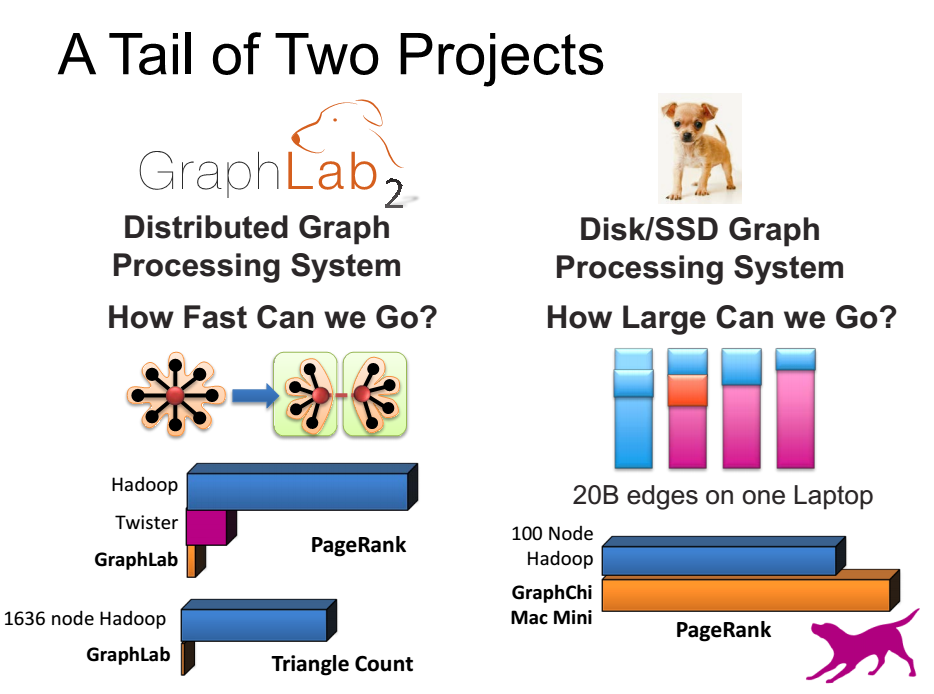 A Tail of Two Projects
GraphLab 2
Distributed Graph
Processing System
How Fast Can we Go?
Hadoop
Twister
GraphLab
PageRank
1636 node Hadoop
GraphLab
Triangle Count
Disk/SSD Graph
Processing System
How Large Can we Go?
20B edges on one Laptop
100 Node
Hadoop
GraphChi
Mac Mini
PageRank